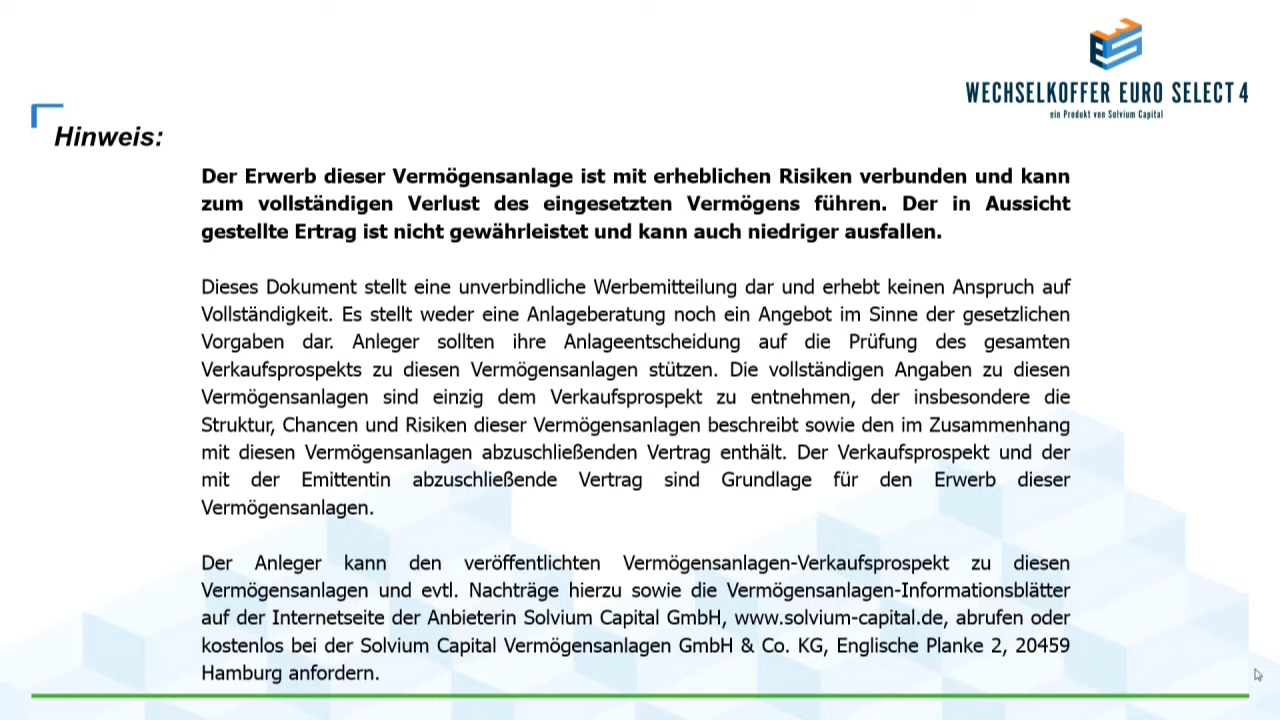 WECHSELKOFFER EURO SELECT 4
ein Produkt von Solvium Capital
Hinweis:
Der Erwerb dieser Vermögensanlage ist mit erheblichen Risiken verbunden und kann
zum vollständigen Verlust des eingesetzten Vermögens führen. Der in Aussicht
gestellte Ertrag ist nicht gewährleistet und kann auch niedriger ausfallen.
Dieses Dokument stellt eine unverbindliche Werbemitteilung dar und erhebt keinen Anspruch auf
Vollständigkeit. Es stellt weder eine Anlageberatung noch ein Angebot im Sinne der gesetzlichen
Vorgaben dar. Anleger sollten ihre Anlageentscheidung auf die Prüfung des gesamten
Verkaufsprospekts zu diesen Vermögensanlagen stützen. Die vollständigen Angaben zu diesen
Vermögensanlagen sind einzig dem Verkaufsprospekt zu entnehmen, der insbesondere die
Struktur, Chancen und Risiken dieser Vermögensanlagen beschreibt sowie den im Zusammenhang
mit diesen Vermögensanlagen abzuschließenden Vertrag enthält. Der Verkaufsprospekt und der
mit der Emittentin abzuschließende Vertrag sind Grundlage für den Erwerb dieser
Vermögensanlagen.
Der Anleger kann den veröffentlichten Vermögensanlagen-Verkaufsprospekt zu diesen
Vermögensanlagen und evtl. Nachträge hierzu sowie die Vermögensanlagen-Informationsblätter
auf der Internetseite der Anbieterin Solvium Capital GmbH, www.solvium-capital.de, abrufen oder
kostenlos bei der Solvium Capital Vermögensanlagen GmbH & Co. KG, Englische Planke 2, 20459
Hamburg anfordern.